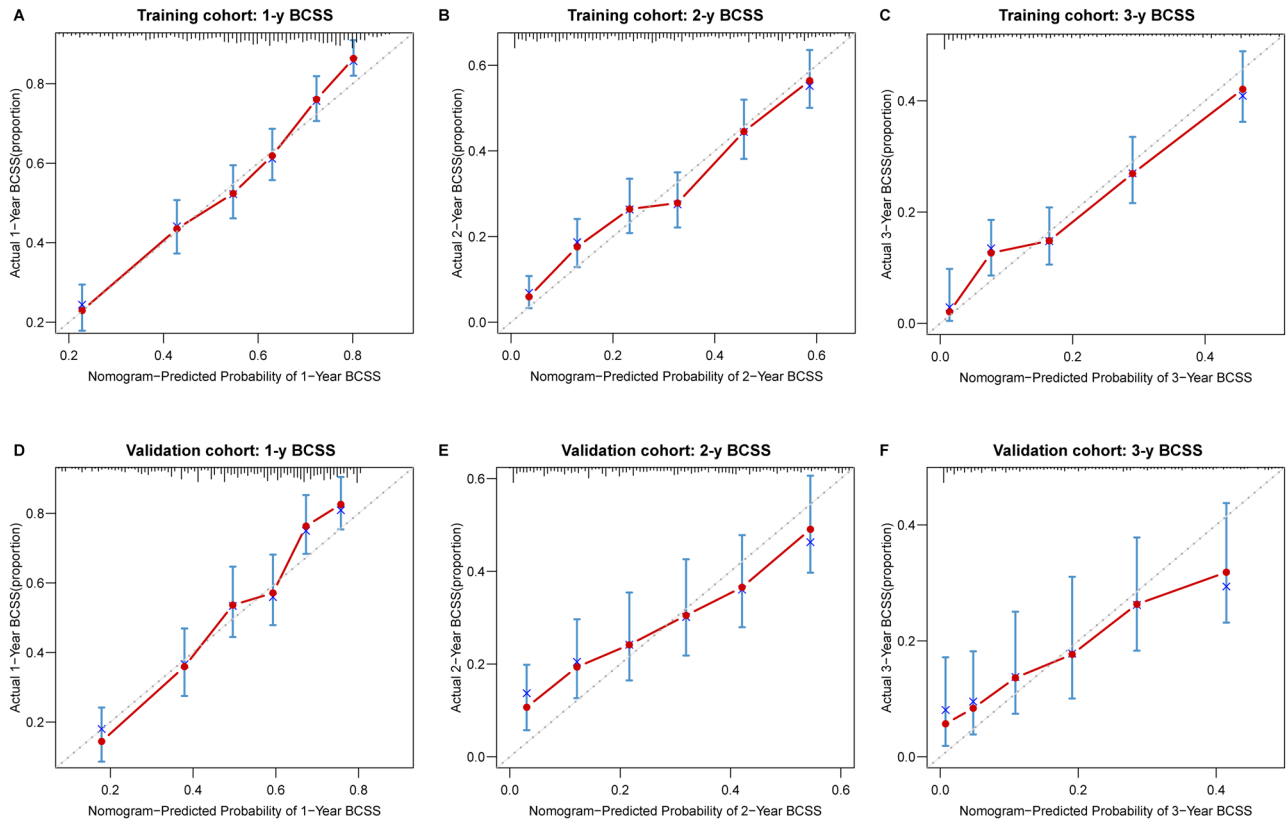 A
Training cohort: 1-y BCSS
Actual 1−Year BCSS(proportion)
0.8
0.6
0.4
0.2
0.2 0.4 0.6 0.8
Nomogram−Predicted Probability of 1−Year BCSS
B
Training cohort: 2-y BCSS
Actual 2−Year BCSS(proportion)
0.6
0.4
0.2
0.0
0.0 0.2 0.4 0.6
Nomogram−Predicted Probability of 2−Year BCSS
C
Training cohort: 3-y BCSS
Actual 3−Year BCSS(proportion)
0.4
0.2
0.0
0.0 0.2 0.4
Nomogram−Predicted Probability of 3−Year BCSS
D
Validation cohort: 1-y BCSS
Actual 1−Year BCSS(proportion)
0.8
0.6
0.4
0.2
0.2 0.4 0.6 0.8
Nomogram−Predicted Probability of 1−Year BCSS
E
Validation cohort: 2-y BCSS
Actual 2−Year BCSS(proportion)
0.6
0.4
0.2
0.0
0.0 0.2 0.4 0.6
Nomogram−Predicted Probability of 2−Year BCSS
F
Validation cohort: 3-y BCSS
Actual 3−Year BCSS(proportion)
0.4
0.2
0.0
0.0 0.2 0.4
Nomogram−Predicted Probability of 3−Year BCSS